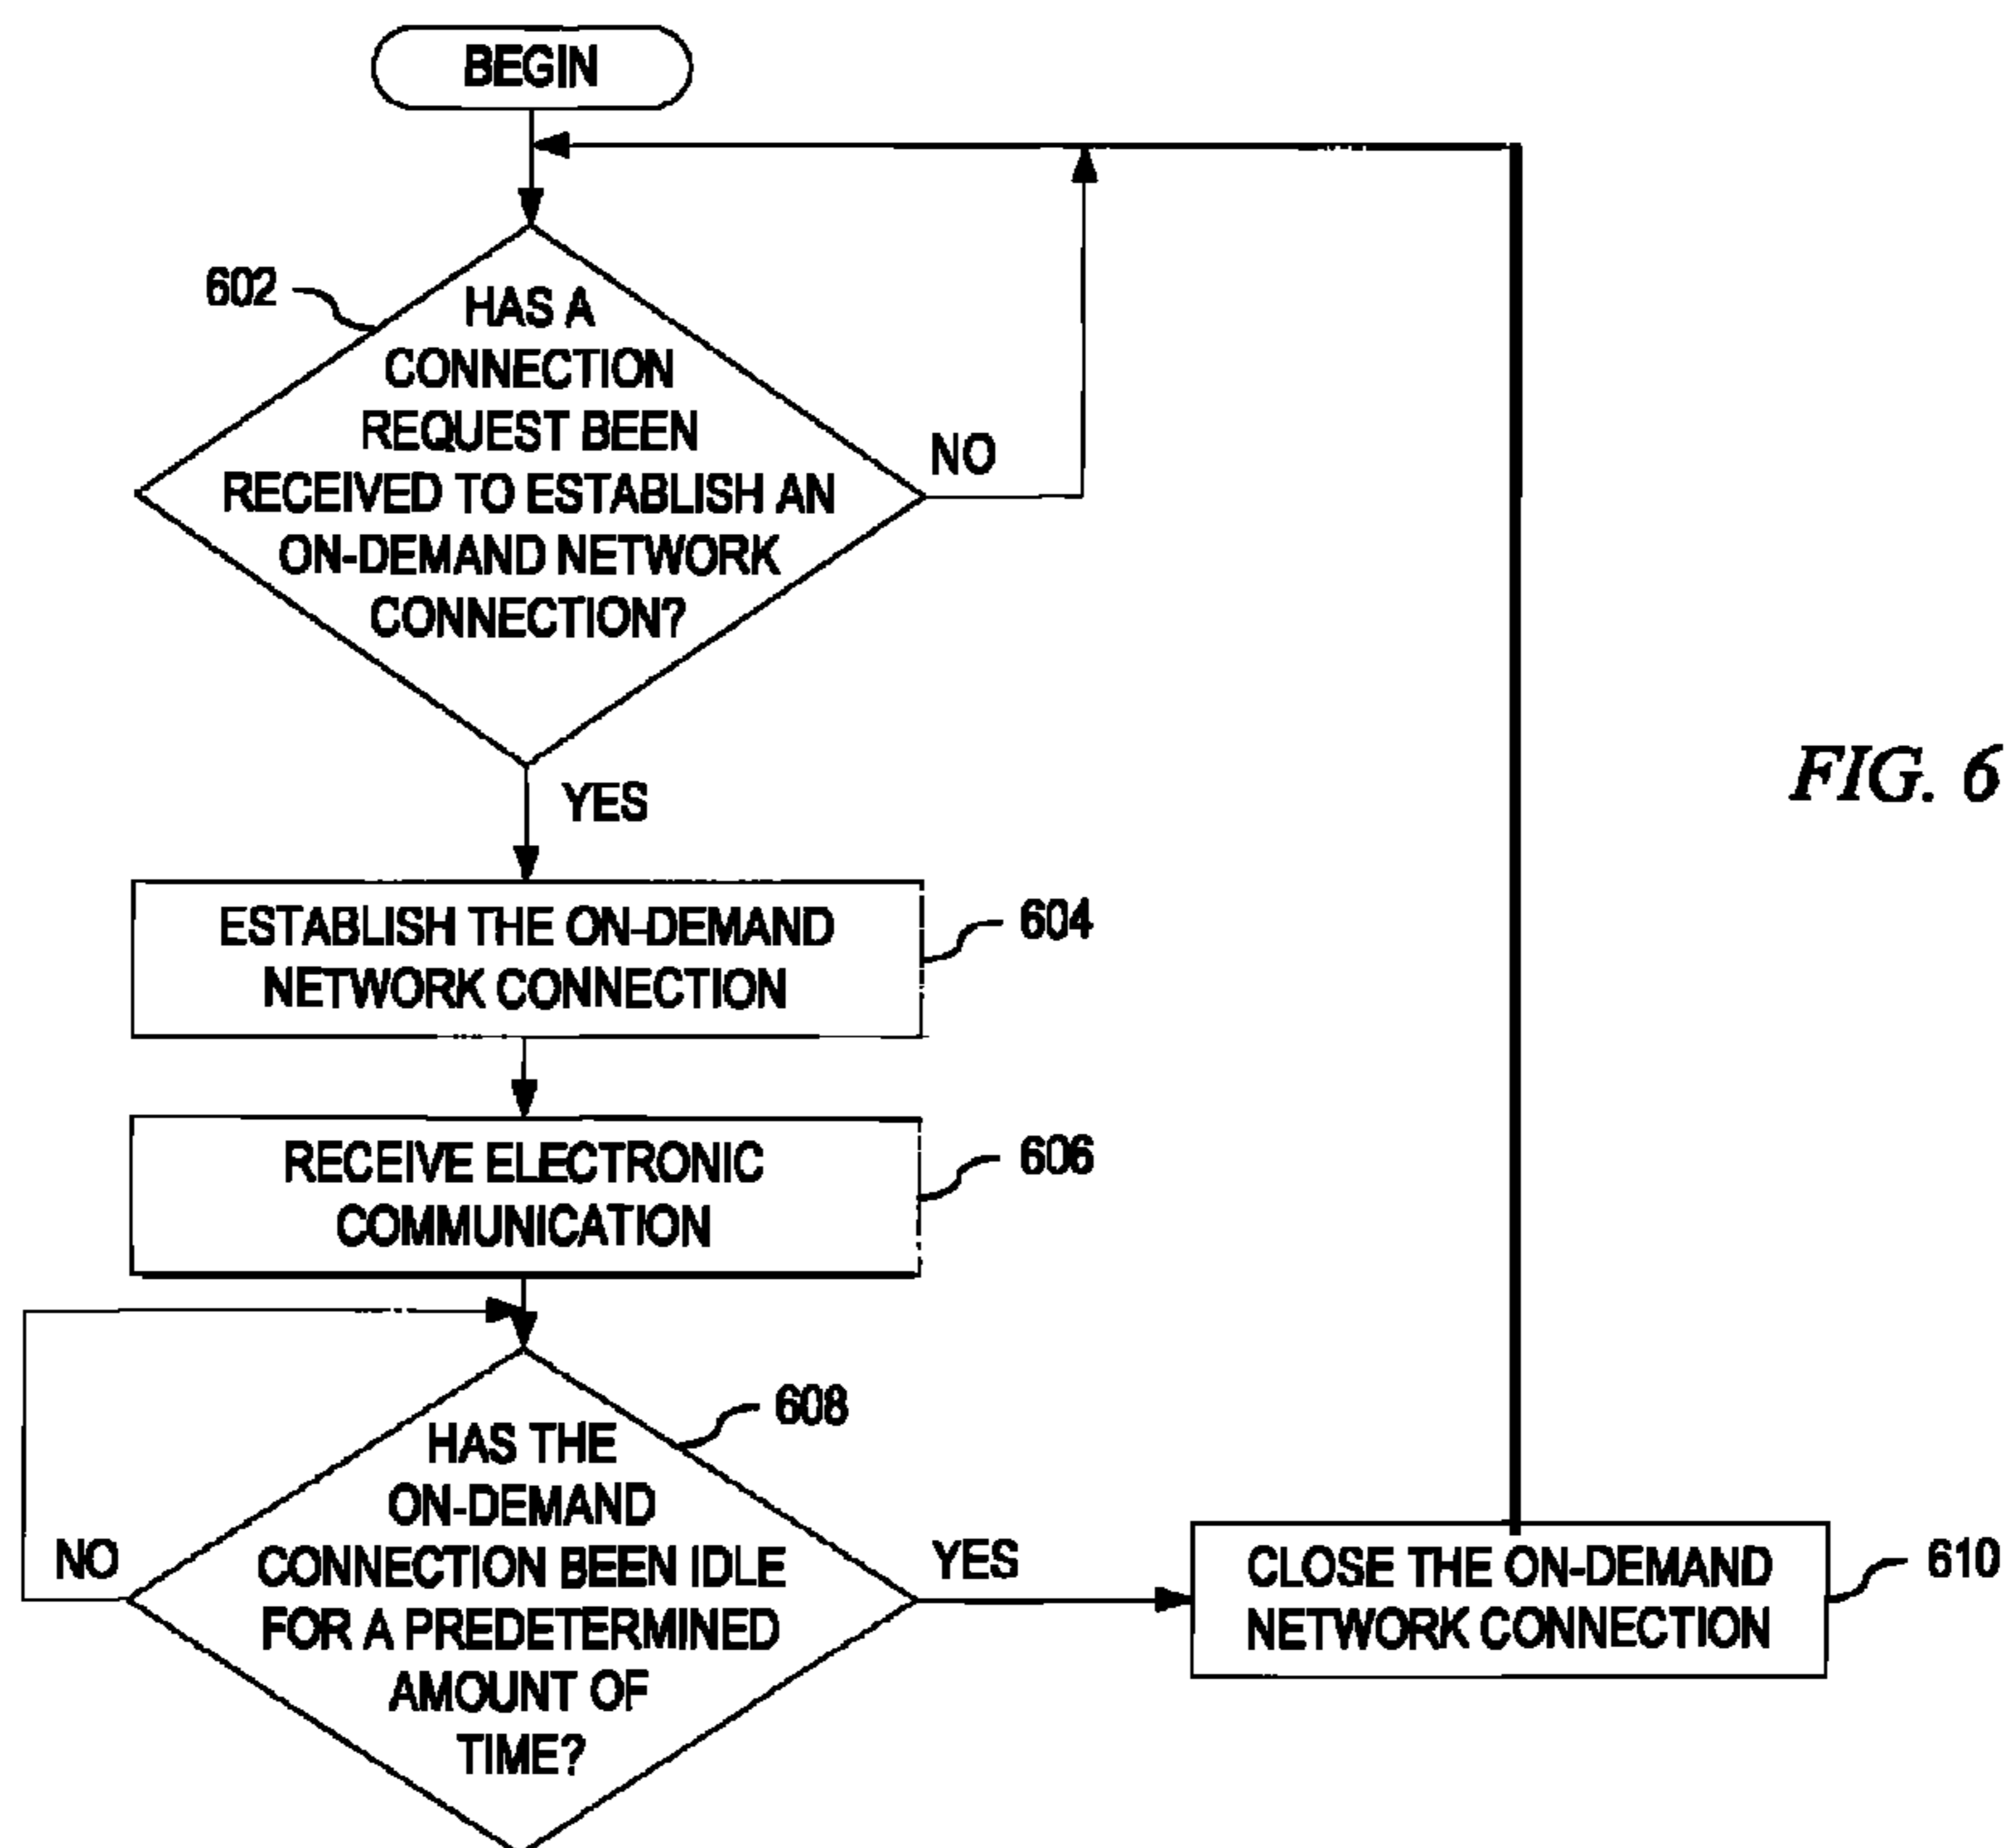 BEGIN
602
HAS A
CONNECTION
REQUEST BEEN
RECEIVED TO ESTABLISH AN
ON-DEMAND NETWORK
CONNECTION?
NO
YES
FIG. 6
ESTABLISH THE ON-DEMAND
NETWORK CONNECTION
604
RECEIVE ELECTRONIC
COMMUNICATION
606
608
HAS THE
ON-DEMAND
CONNECTION BEEN IDLE
FOR A PREDETERMINED
AMOUNT OF
TIME?
NO
YES
CLOSE THE ON-DEMAND
NETWORK CONNECTION
610